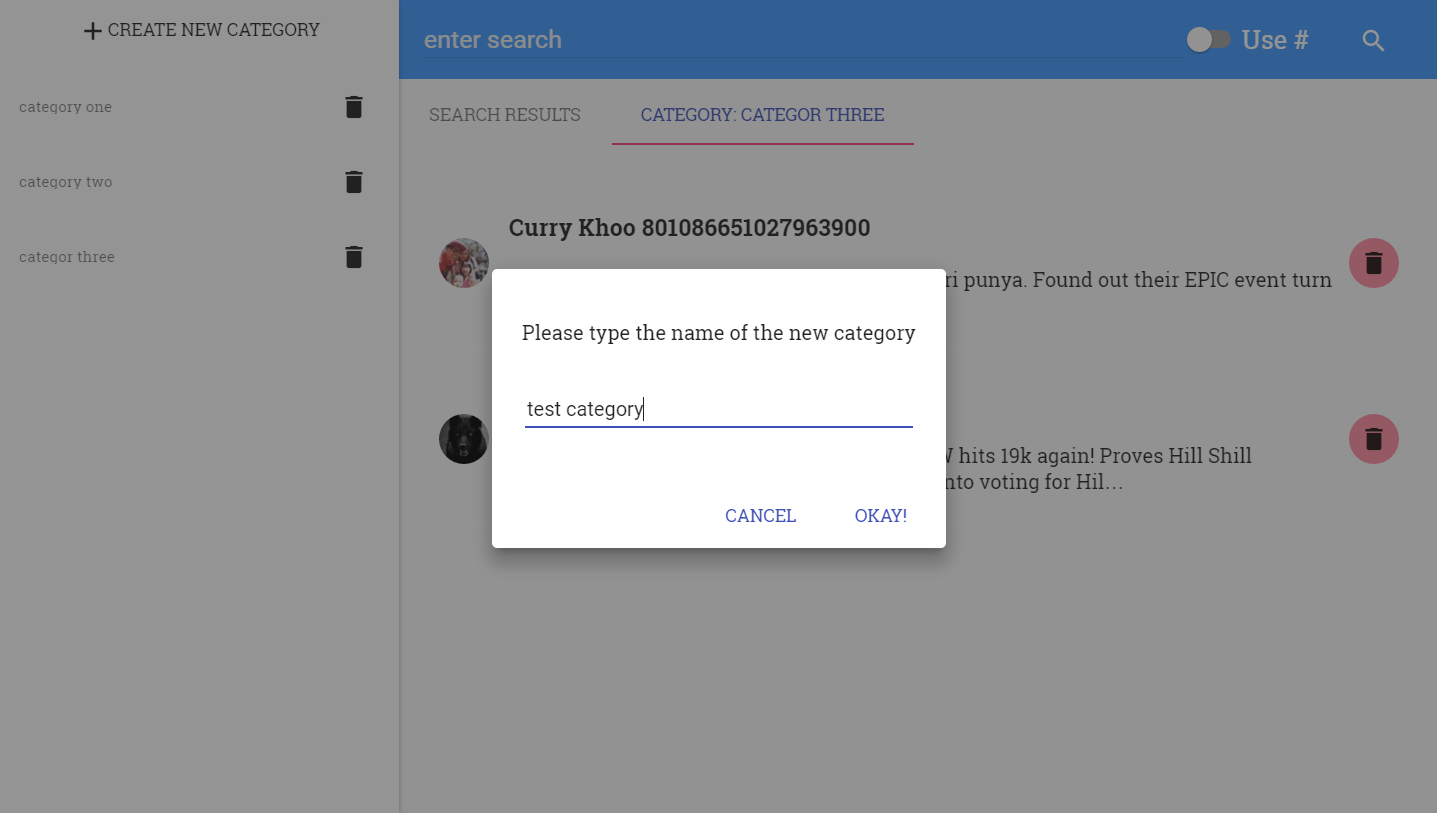 CREATE NEW CATEGORY
category one
category two
categor three
enter search
Use #
SEARCH RESULTS
CATEGORY: CATEGOR THREE
Curry Khoo 801086651027963900
ri punya. Found out their EPIC event turn
hits 19k again! Proves Hill Shill
nto voting for Hil…
Please type the name of the new category
test category
CANCEL
OKAY!